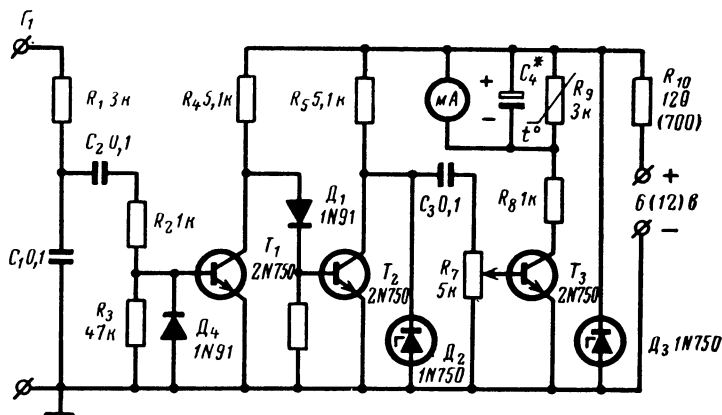 Г₁
R₁ 3к
C₂ 0,1
C₁ 0,1
R₂ 1к
R₃
47к
Д₄
1N91
R₄ 5,1к
T₁
2N750
Д₁
1N91
R₅ 5,1к
T₂
2N750
Д₂
1N750
C₃ 0,1
R₇
5к
мА
+
−
C₄*
t°
R₉
3к
R₈ 1к
T₃
2N750
Д₃ 1N750
R₁₀
120
(700)
+
6 (12) в
−